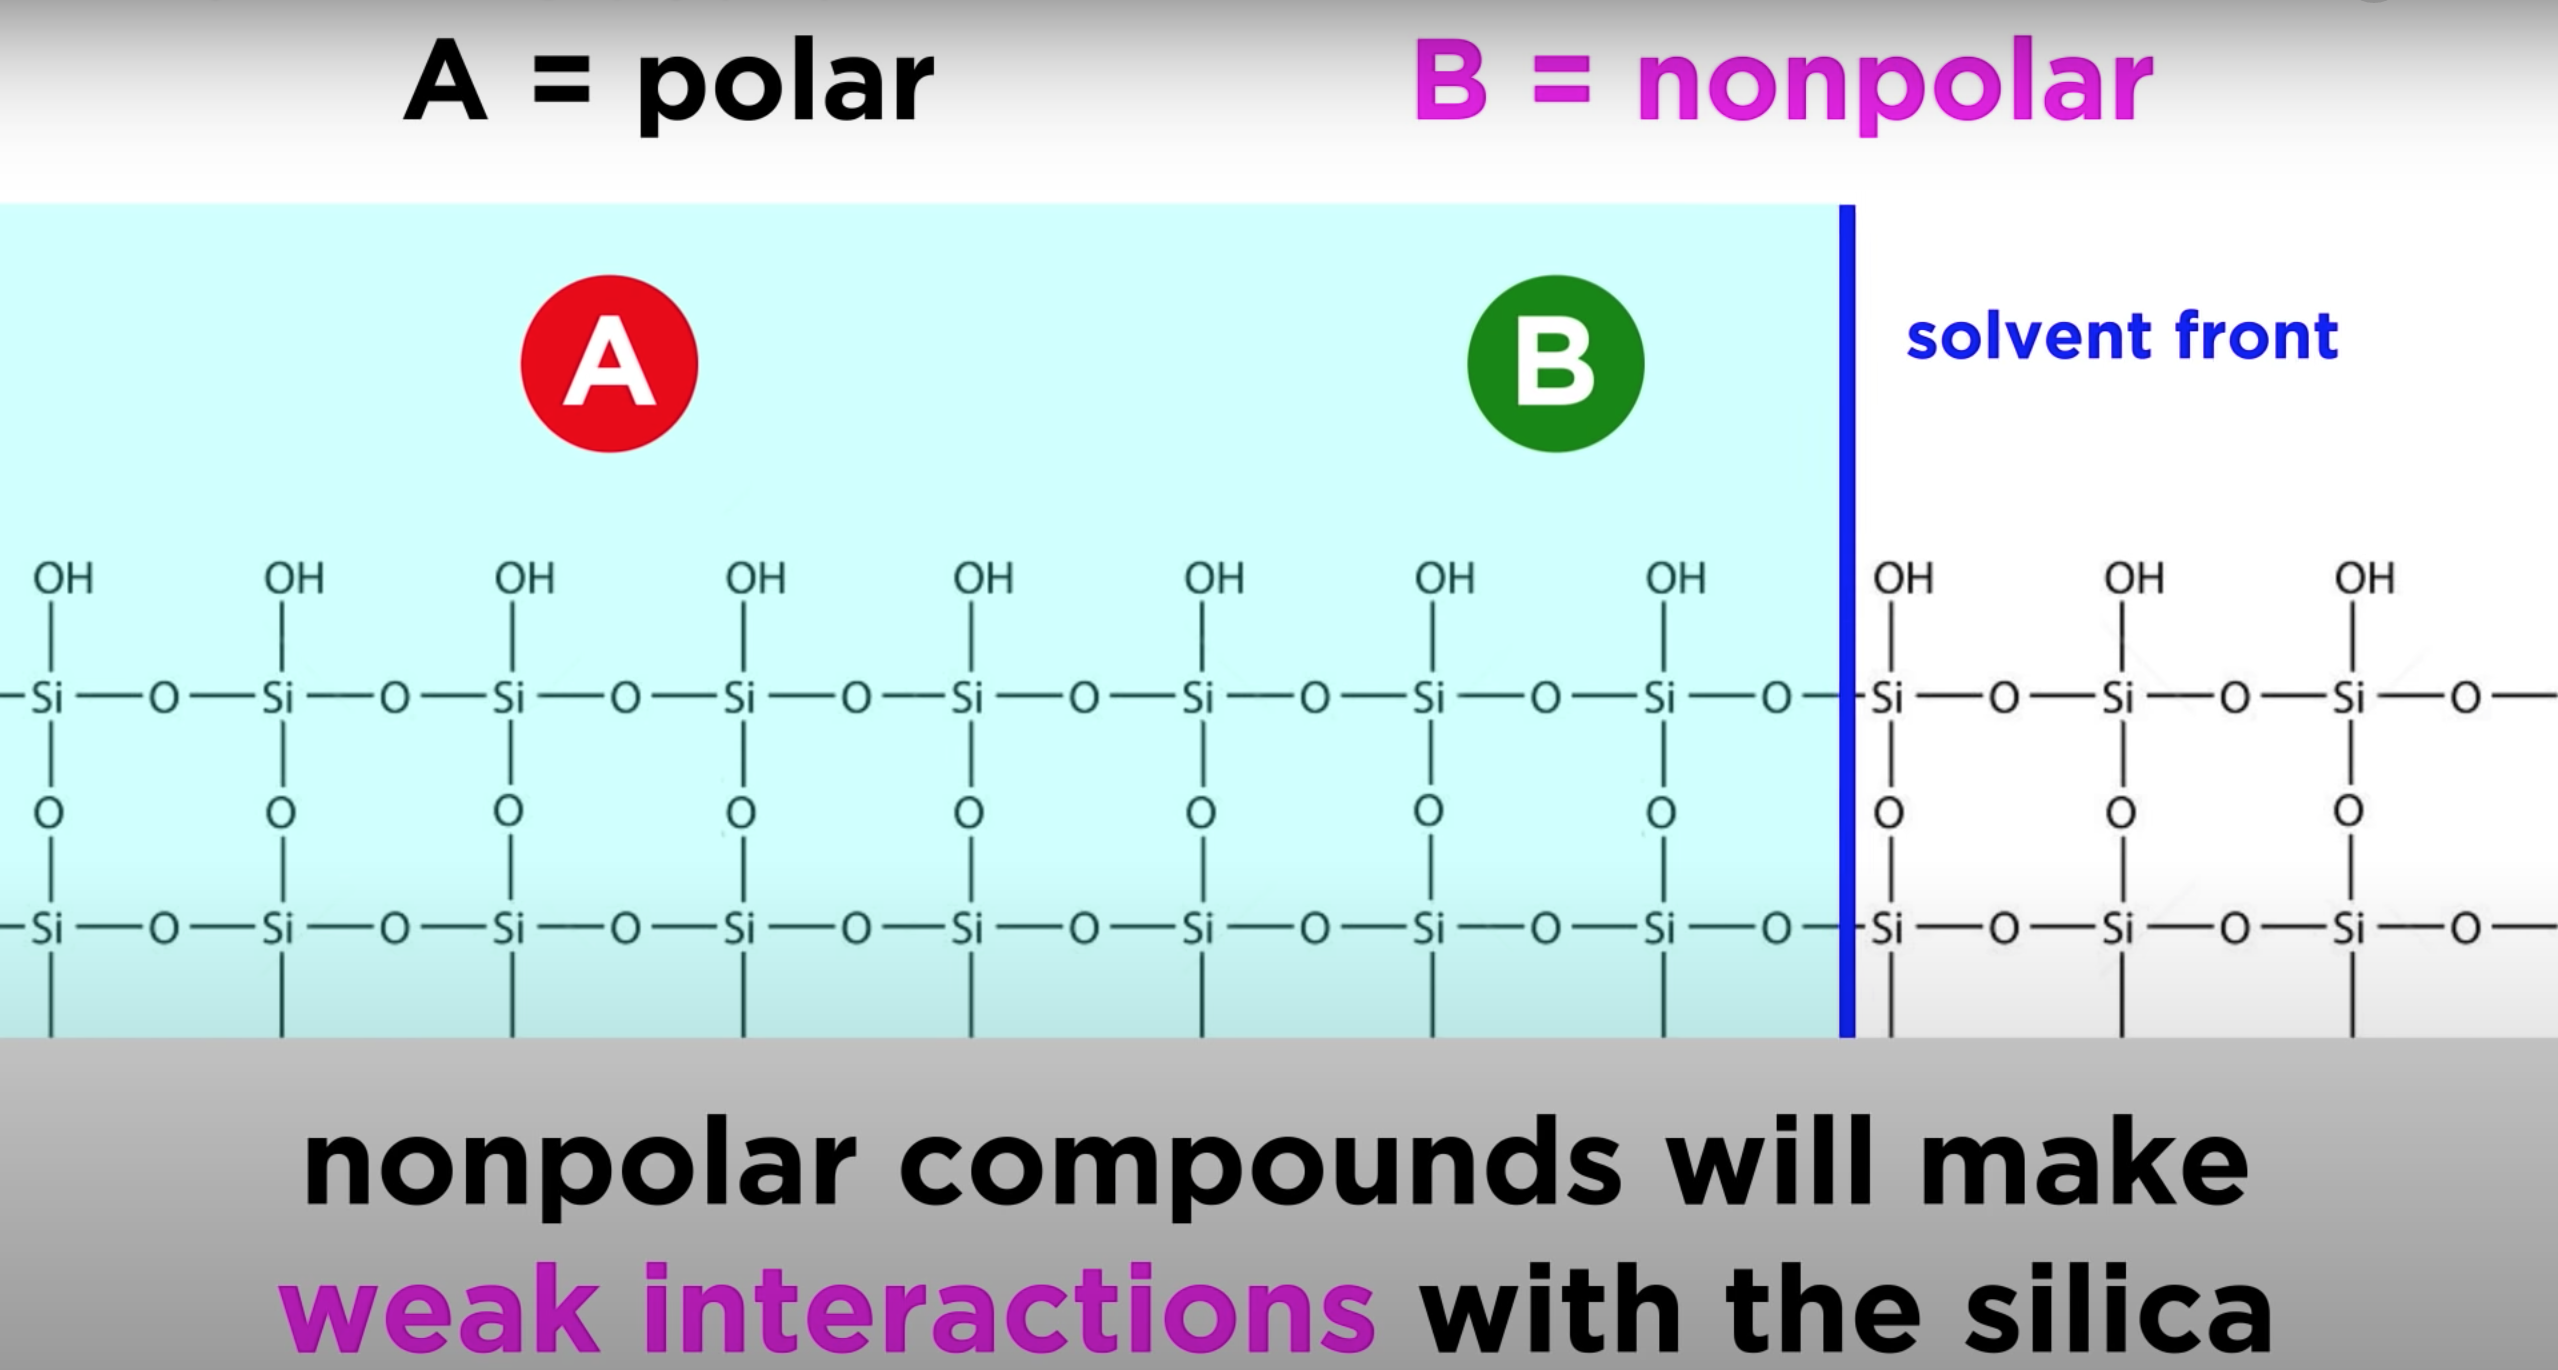 A = polar B = nonpolar
A B
solvent front
OH OH OH OH OH OH OH OH OH OH OH
Si O Si O Si O Si O Si O Si O Si O Si O Si O Si O Si O
O O O O O O O O O O O
Si O Si O Si O Si O Si O Si O Si O Si O Si O Si O Si O
nonpolar compounds will make
weak interactions with the silica